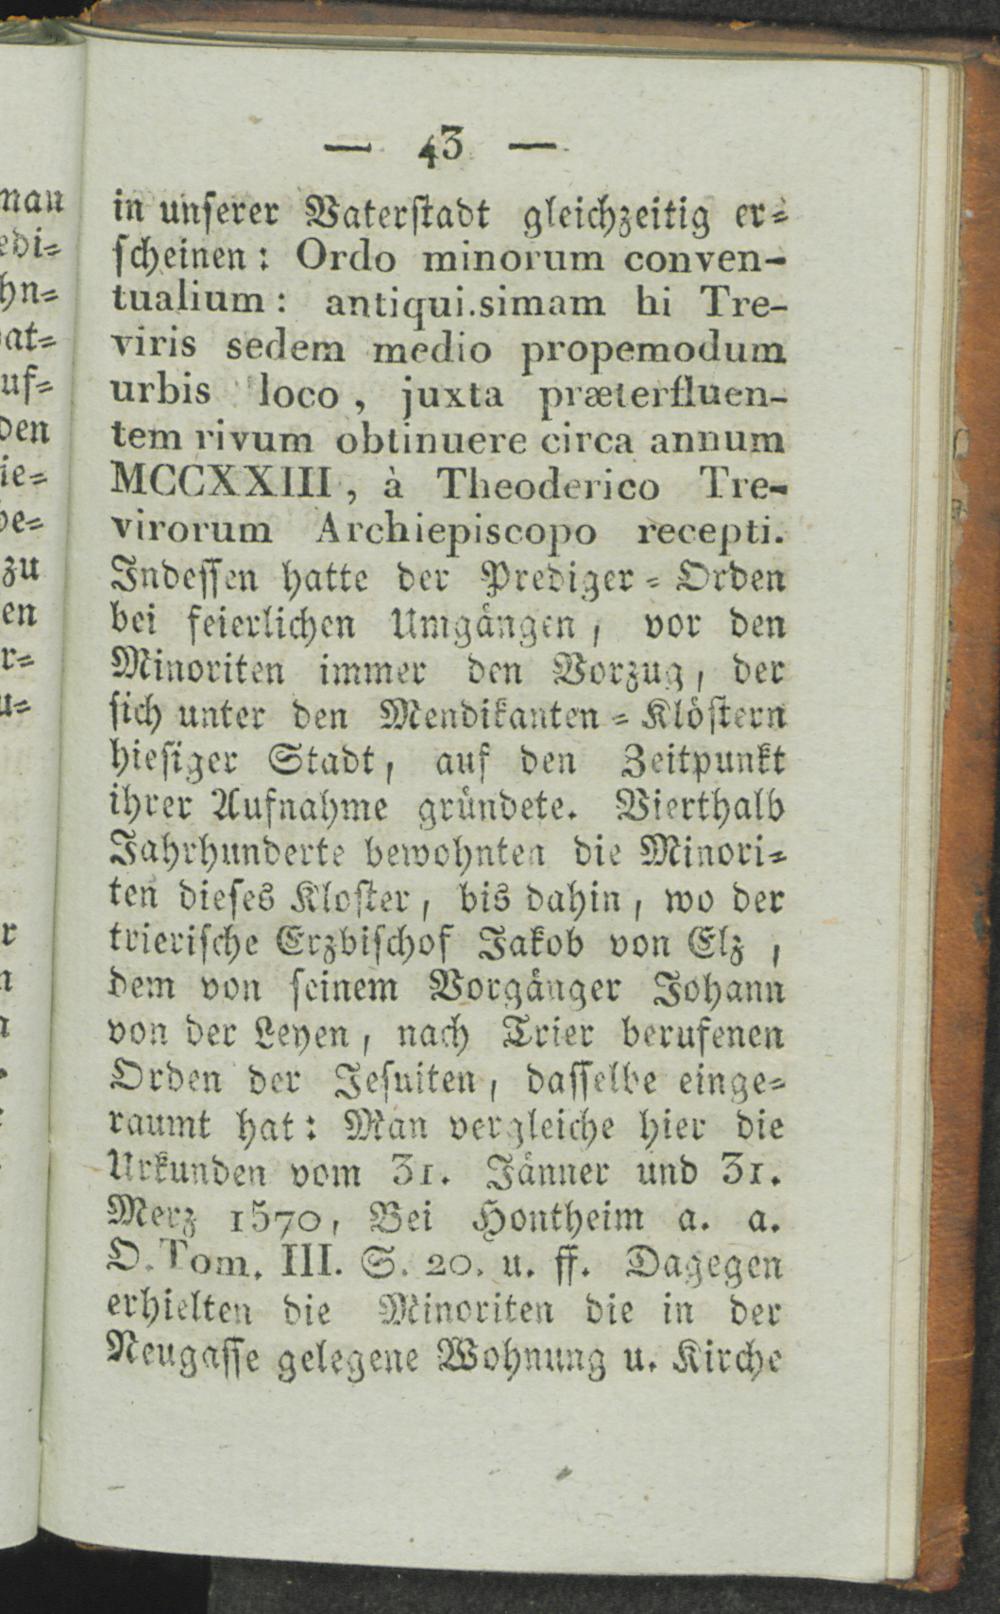 — 43 —
in unserer Vaterstadt gleichzeitig er-
scheinen: Ordo minorum conven-
tualium: antiqui.simam hi Tre-
viris sedem medio propemodum
urbis loco, juxta præterfluen-
tem rivum obtinuere circa annum
MCCXXIII, à Theoderico Tre-
virorum Archiepiscopo recepti.
Indessen hatte der Prediger-Orden
bei feierlichen Umgängen, vor den
Minoriten immer den Vorzug, der
sich unter den Mendikanten-Klöstern
hiesiger Stadt, auf den Zeitpunkt
ihrer Aufnahme gründete. Vierthalb
Jahrhunderte bewohnten die Minori-
ten dieses Kloster, bis dahin, wo der
trierische Erzbischof Jakob von Elz,
dem von seinem Vorgänger Johann
von der Leyen, nach Trier berufenen
Orden der Jesuiten, dasselbe einge-
raumt hat: Man vergleiche hier die
Urkunden vom 31. Jänner und 31.
Merz 1570, Bei Hontheim a. a.
O. Tom. III. S. 20. u. ff. Dagegen
erhielten die Minoriten die in der
Neugasse gelegene Wohnung u. Kirche